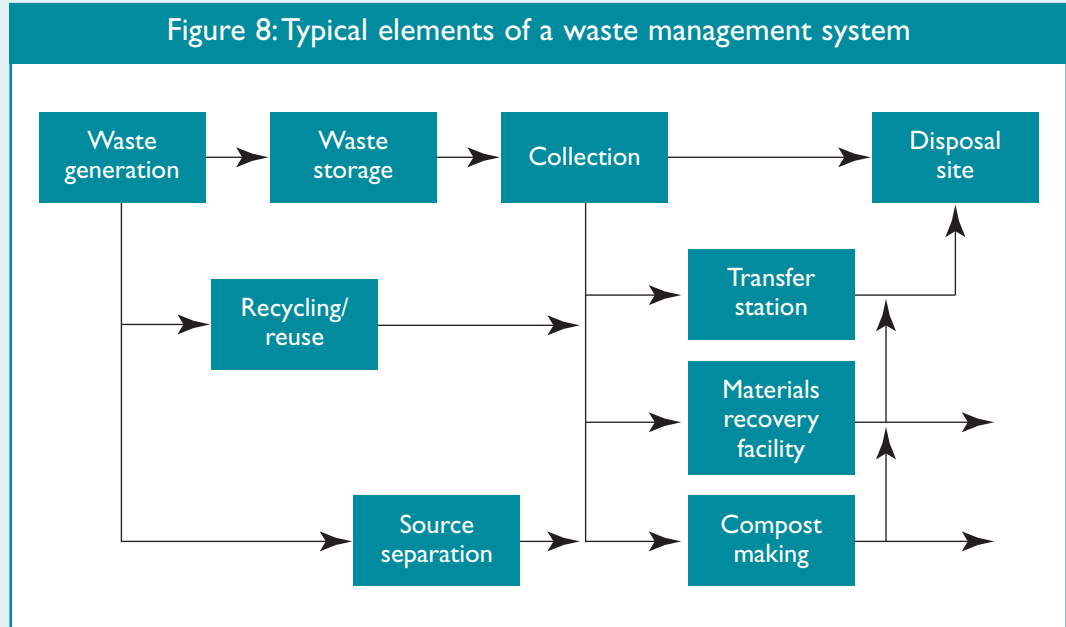 Figure 8: Typical elements of a waste management system
Waste
generation
Waste
storage
Collection
Disposal
site
Transfer
station
Recycling/
reuse
Materials
recovery
facility
Source
separation
Compost
making